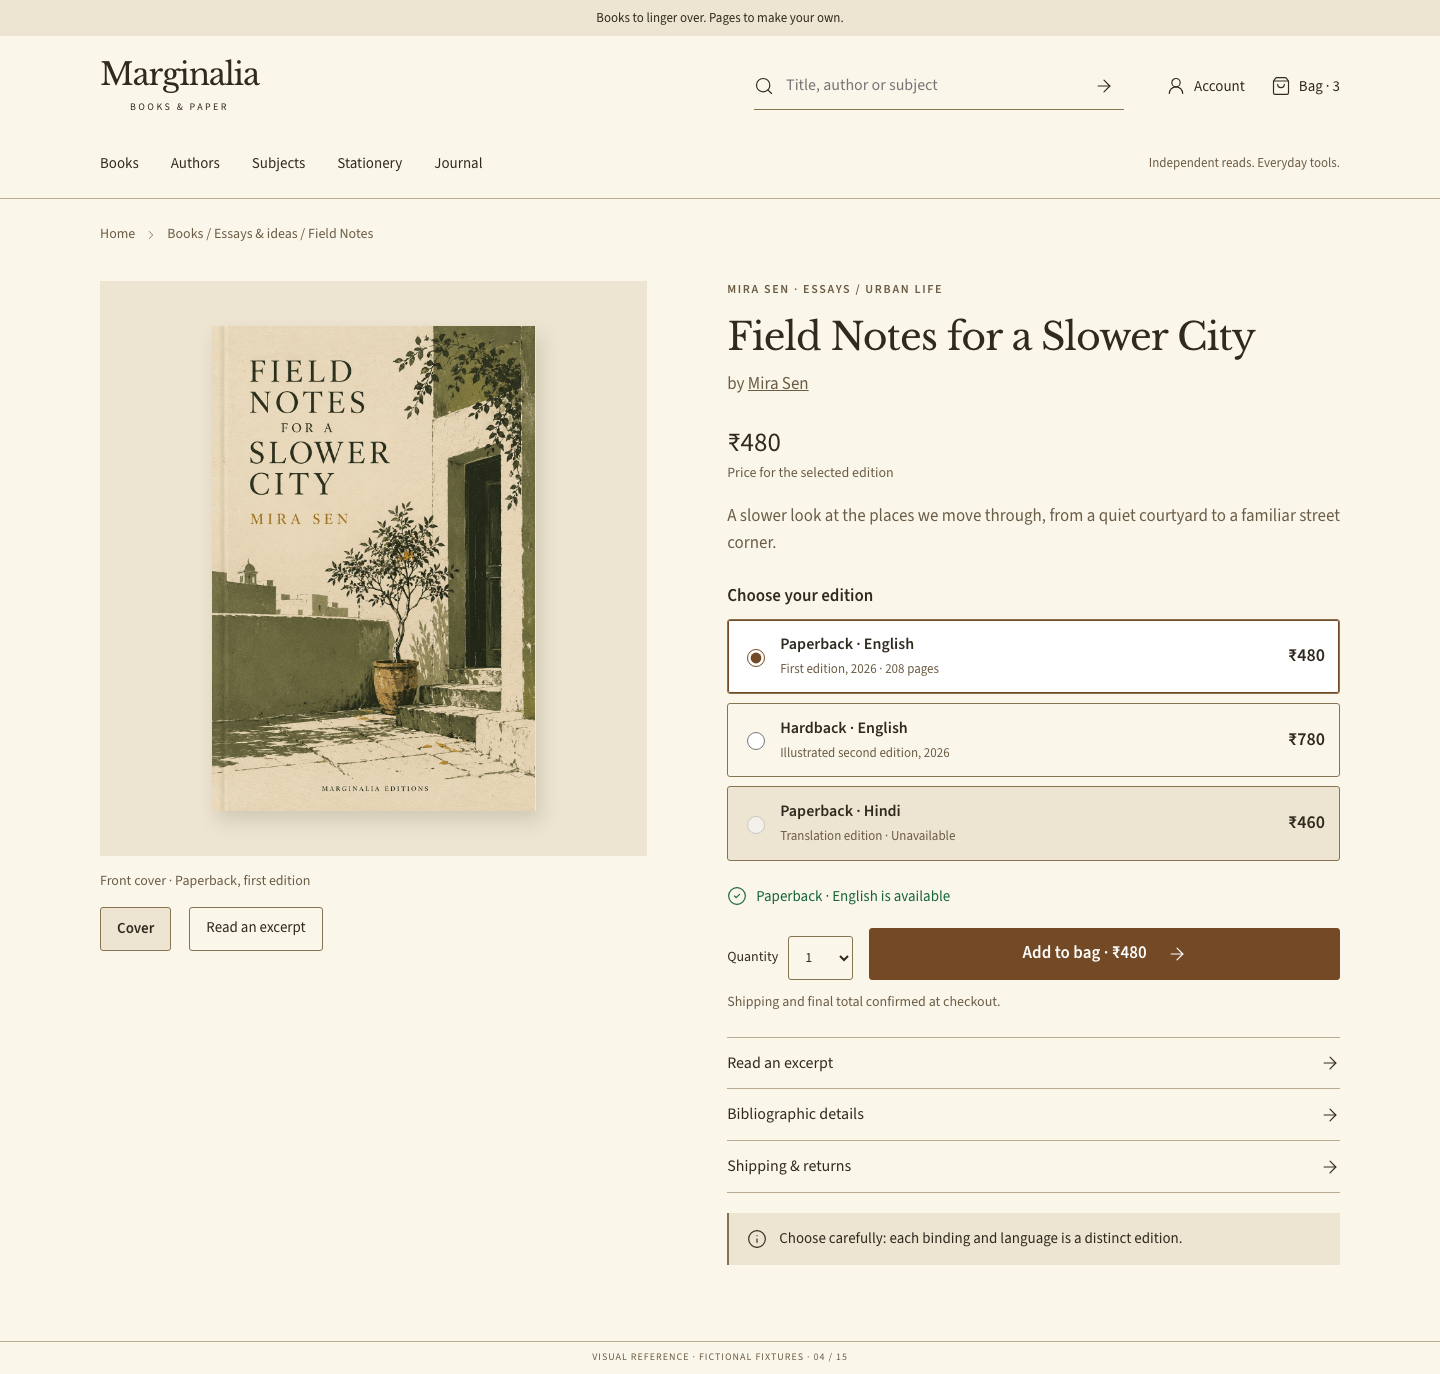 Books to linger over. Pages to make your own.
Marginalia
BOOKS & PAPER
Title, author or subject
Account
Bag · 3
Books
Authors
Subjects
Stationery
Journal
Independent reads. Everyday tools.
Home
Books / Essays & ideas / Field Notes
FIELD
NOTES
FOR A
SLOWER
CITY
MIRA SEN
MARGINALIA EDITIONS
Front cover · Paperback, first edition
Cover
Read an excerpt
MIRA SEN · ESSAYS / URBAN LIFE
Field Notes for a Slower City
by Mira Sen
₹480
Price for the selected edition
A slower look at the places we move through, from a quiet courtyard to a familiar street
corner.
Choose your edition
Paperback · English
First edition, 2026 · 208 pages
₹480
Hardback · English
Illustrated second edition, 2026
₹780
Paperback · Hindi
Translation edition · Unavailable
₹460
Paperback · English is available
Quantity
1
Add to bag · ₹480
Shipping and final total confirmed at checkout.
Read an excerpt
Bibliographic details
Shipping & returns
Choose carefully: each binding and language is a distinct edition.
VISUAL REFERENCE · FICTIONAL FIXTURES · 04 / 15